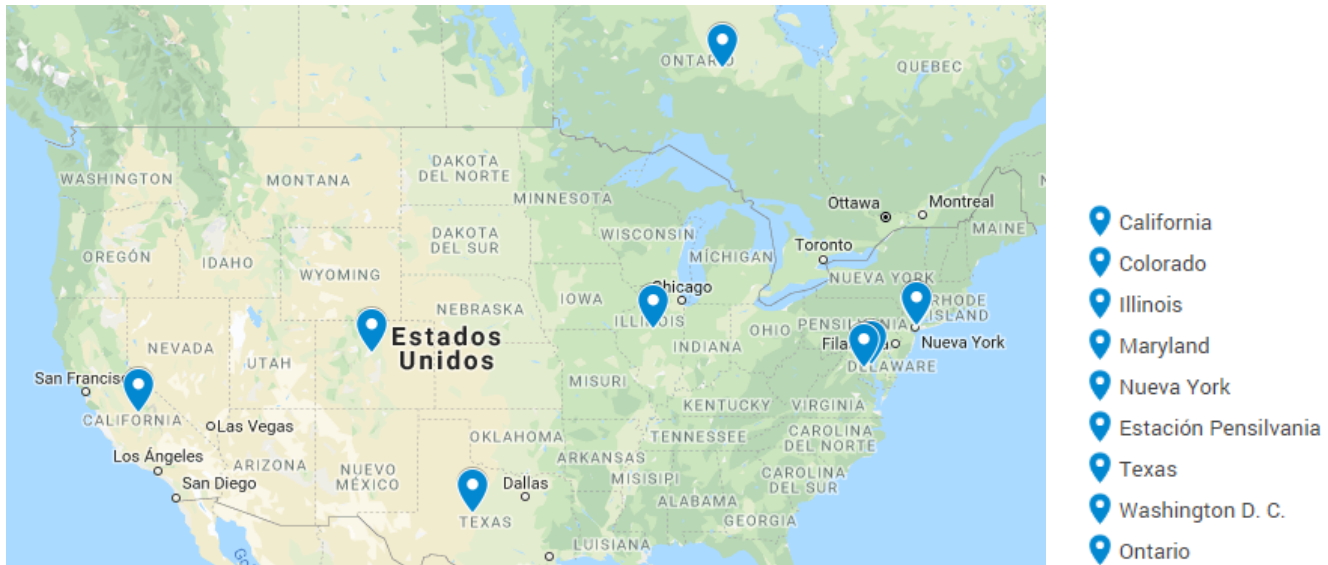 ONTARIO
QUEBEC
WASHINGTON
MONTANA
DAKOTA
DEL NORTE
MINNESOTA
Ottawa
Montreal
MAINE
OREGÓN
IDAHO
WYOMING
DAKOTA
DEL SUR
WISCONSIN
MÍCHIGAN
Toronto
NUEVA YORK
NEBRASKA
IOWA
Chicago
ILLINOIS
INDIANA
OHIO
PENSILVANIA
RHODE
ISLAND
Nueva York
DELAWARE
NEVADA
UTAH
Estados
Unidos
San Francisc
CALIFORNIA
Las Vegas
MISURI
KENTUCKY
VIRGINIA
Los Ángeles
San Diego
ARIZONA
NUEVO
MÉXICO
OKLAHOMA
ARKANSAS
TENNESSEE
CAROLINA
DEL NORTE
Dallas
TEXAS
MISISIPI
ALABAMA
CAROLINA
DEL SUR
GEORGIA
LUISIANA
California
Colorado
Illinois
Maryland
Nueva York
Estación Pensilvania
Texas
Washington D. C.
Ontario